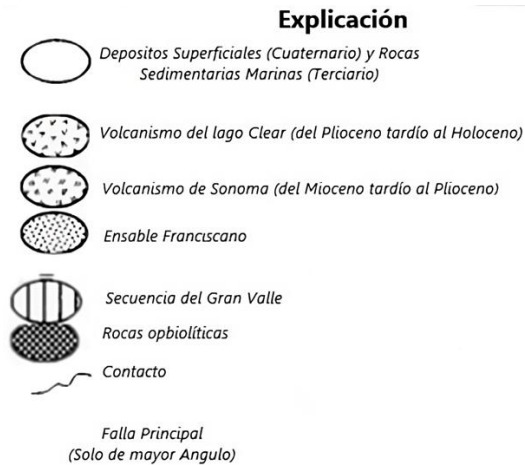 Explicación
Depositos Superficiales (Cuaternario) y Rocas
Sedimentarias Marinas (Terciario)
Volcanismo del lago Clear (del Plioceno tardío al Holoceno)
Volcanismo de Sonoma (del Mioceno tardío al Plioceno)
Ensable Franciscano
Secuencia del Gran Valle
Rocas opbiolíticas
Contacto
Falla Principal
(Solo de mayor Angulo)